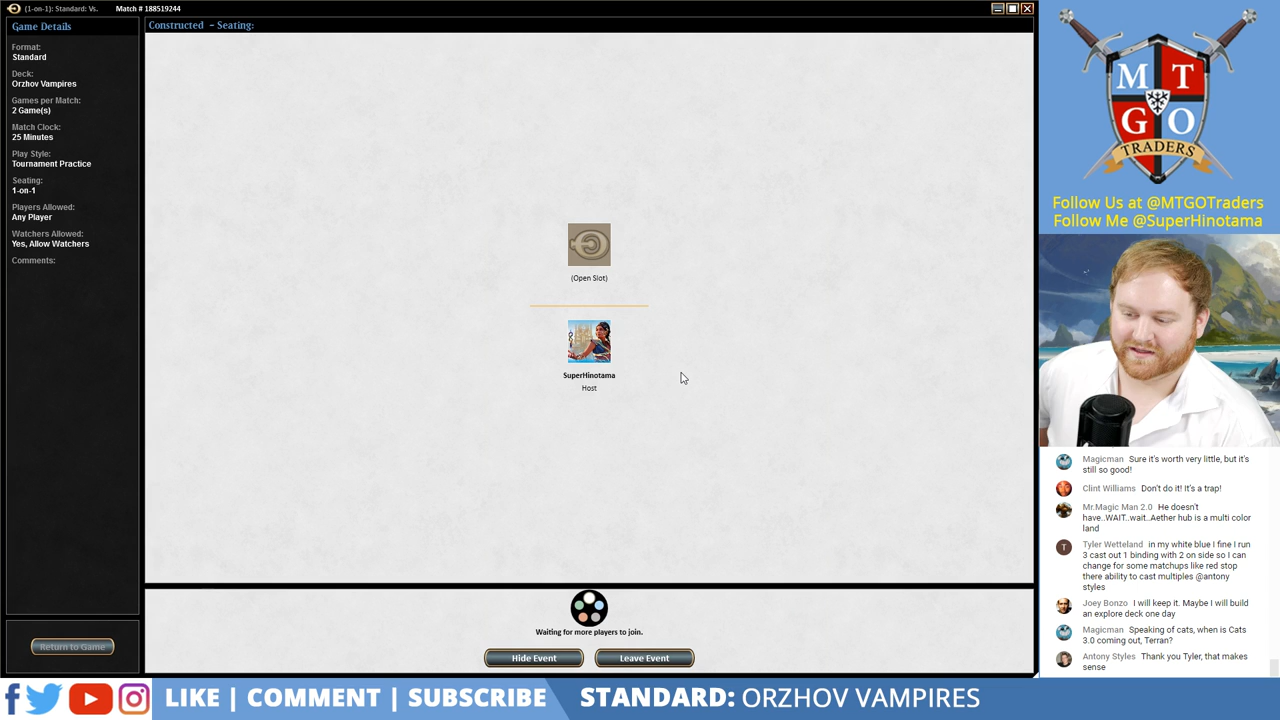 (1-on-1): Standard: Vs. Match # 188519244
Game Details
Format:
Standard
Deck:
Orzhov Vampires
Games per Match:
2 Game(s)
Match Clock:
25 Minutes
Play Style:
Tournament Practice
Seating:
1-on-1
Players Allowed:
Any Player
Watchers Allowed:
Yes, Allow Watchers
Comments:
Return to Game
Constructed - Seating:
(Open Slot)
SuperHinotama
Host
Waiting for more players to join.
Hide Event
Leave Event
M T
G O
TRADERS
Follow Us at @MTGOTraders
Follow Me @SuperHinotama
Magicman Sure it's worth very little, but it's
still so good!
Clint Williams Don't do it! It's a trap!
Mr.Magic Man 2.0 He doesn't
have..WAIT..wait..Aether hub is a multi color
land
T
Tyler Wetteland in my white blue I fine I run
3 cast out 1 binding with 2 on side so I can
change for some matchups like red stop
there ability to cast multiples @antony
styles
Joey Bonzo I will keep it. Maybe I will build
an explore deck one day
Magicman Speaking of cats, when is Cats
3.0 coming out, Terran?
Antony Styles Thank you Tyler, that makes
sense
LIKE | COMMENT | SUBSCRIBE
STANDARD: ORZHOV VAMPIRES